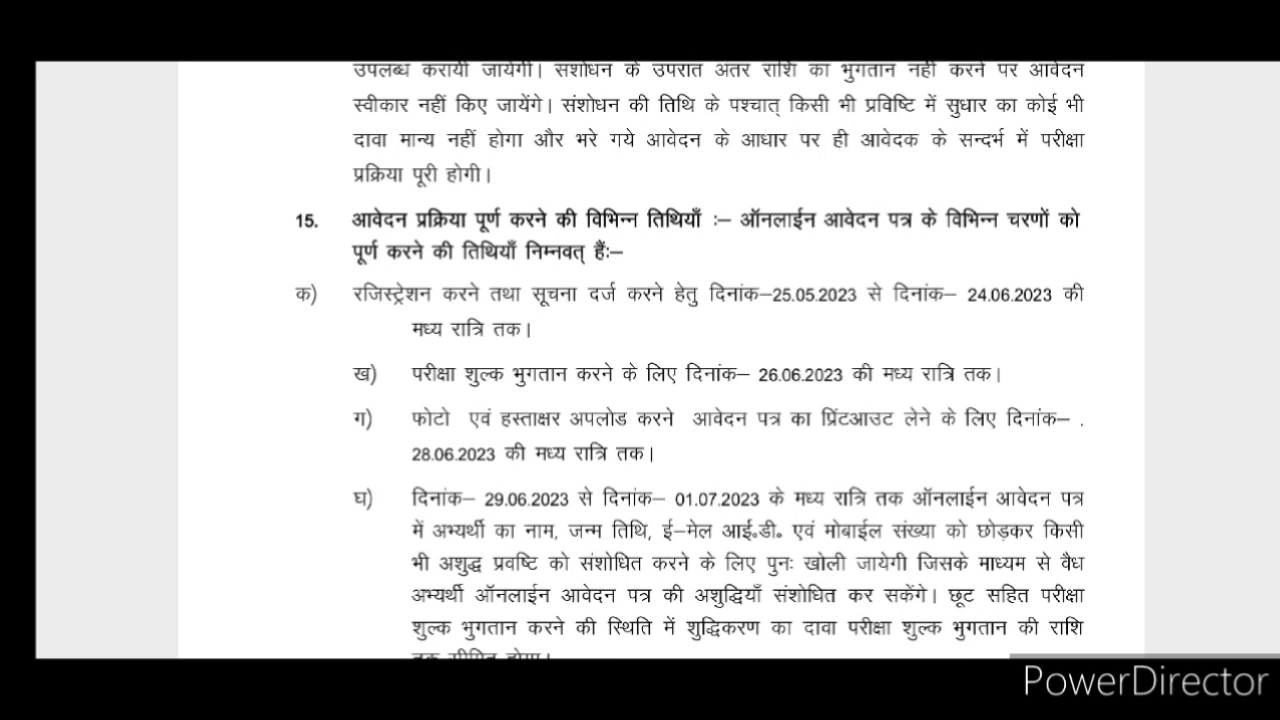 उपलब्ध करायी जायेगी। संशोधन के उपरांत अंतर राशि का भुगतान नहीं करने पर आवेदन
स्वीकार नहीं किए जायेंगे। संशोधन की तिथि के पश्चात् किसी भी प्रविष्टि में सुधार का कोई भी
दावा मान्य नहीं होगा और भरे गये आवेदन के आधार पर ही आवेदक के सन्दर्भ में परीक्षा
प्रक्रिया पूरी होगी।
15. आवेदन प्रक्रिया पूर्ण करने की विभिन्न तिथियाँ :– ऑनलाईन आवेदन पत्र के विभिन्न चरणों को
पूर्ण करने की तिथियाँ निम्नवत् हैंः–
क) रजिस्ट्रेशन करने तथा सूचना दर्ज करने हेतु दिनांक–25.05.2023 से दिनांक– 24.06.2023 की
मध्य रात्रि तक।
ख) परीक्षा शुल्क भुगतान करने के लिए दिनांक– 26.06.2023 की मध्य रात्रि तक।
ग) फोटो एवं हस्ताक्षर अपलोड करने आवेदन पत्र का प्रिंटआउट लेने के लिए दिनांक– .
28.06.2023 की मध्य रात्रि तक।
घ) दिनांक– 29.06.2023 से दिनांक– 01.07.2023 के मध्य रात्रि तक ऑनलाईन आवेदन पत्र
में अभ्यर्थी का नाम, जन्म तिथि, ई–मेल आई॰डी॰ एवं मोबाईल संख्या को छोड़कर किसी
भी अशुद्ध प्रवष्टि को संशोधित करने के लिए पुनः खोली जायेगी जिसके माध्यम से वैध
अभ्यर्थी ऑनलाईन आवेदन पत्र की अशुद्धियाँ संशोधित कर सकेंगे। छूट सहित परीक्षा
शुल्क भुगतान करने की स्थिति में शुद्धिकरण का दावा परीक्षा शुल्क भुगतान की राशि
तक सीमित होगा।
PowerDirector